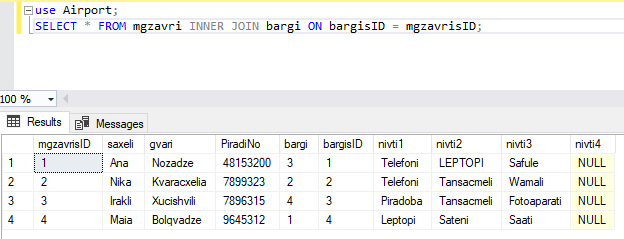 use Airport;
SELECT * FROM mgzavri INNER JOIN bargi ON bargisID = mgzavrisID;
100 %
Results Messages
mgzavrisID saxeli gvari PiradiNo bargi bargisID nivti1 nivti2 nivti3 nivti4
1 1 Ana Nozadze 48153200 3 1 Telefoni LEPTOPI Safule NULL
2 2 Nika Kvaracxelia 7899323 2 2 Telefoni Tansacmeli Wamali NULL
3 3 Irakli Xucishvili 7896315 4 3 Piradoba Tansacmeli Fotoaparati NULL
4 4 Maia Bolqvadze 9645312 1 4 Leptopi Sateni Saati NULL